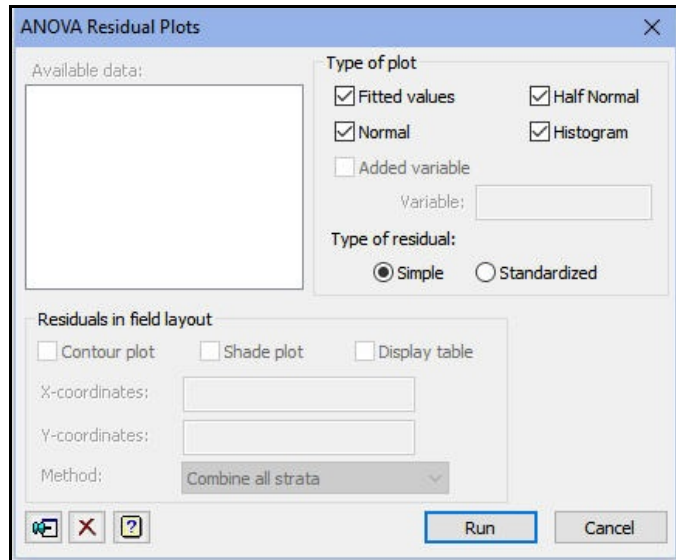 ANOVA Residual Plots
Available data:
Type of plot
Fitted values
Half Normal
Normal
Histogram
Added variable
Variable:
Type of residual:
Simple
Standardized
Residuals in field layout
Contour plot
Shade plot
Display table
X-coordinates:
Y-coordinates:
Method:
Combine all strata
?
Run
Cancel